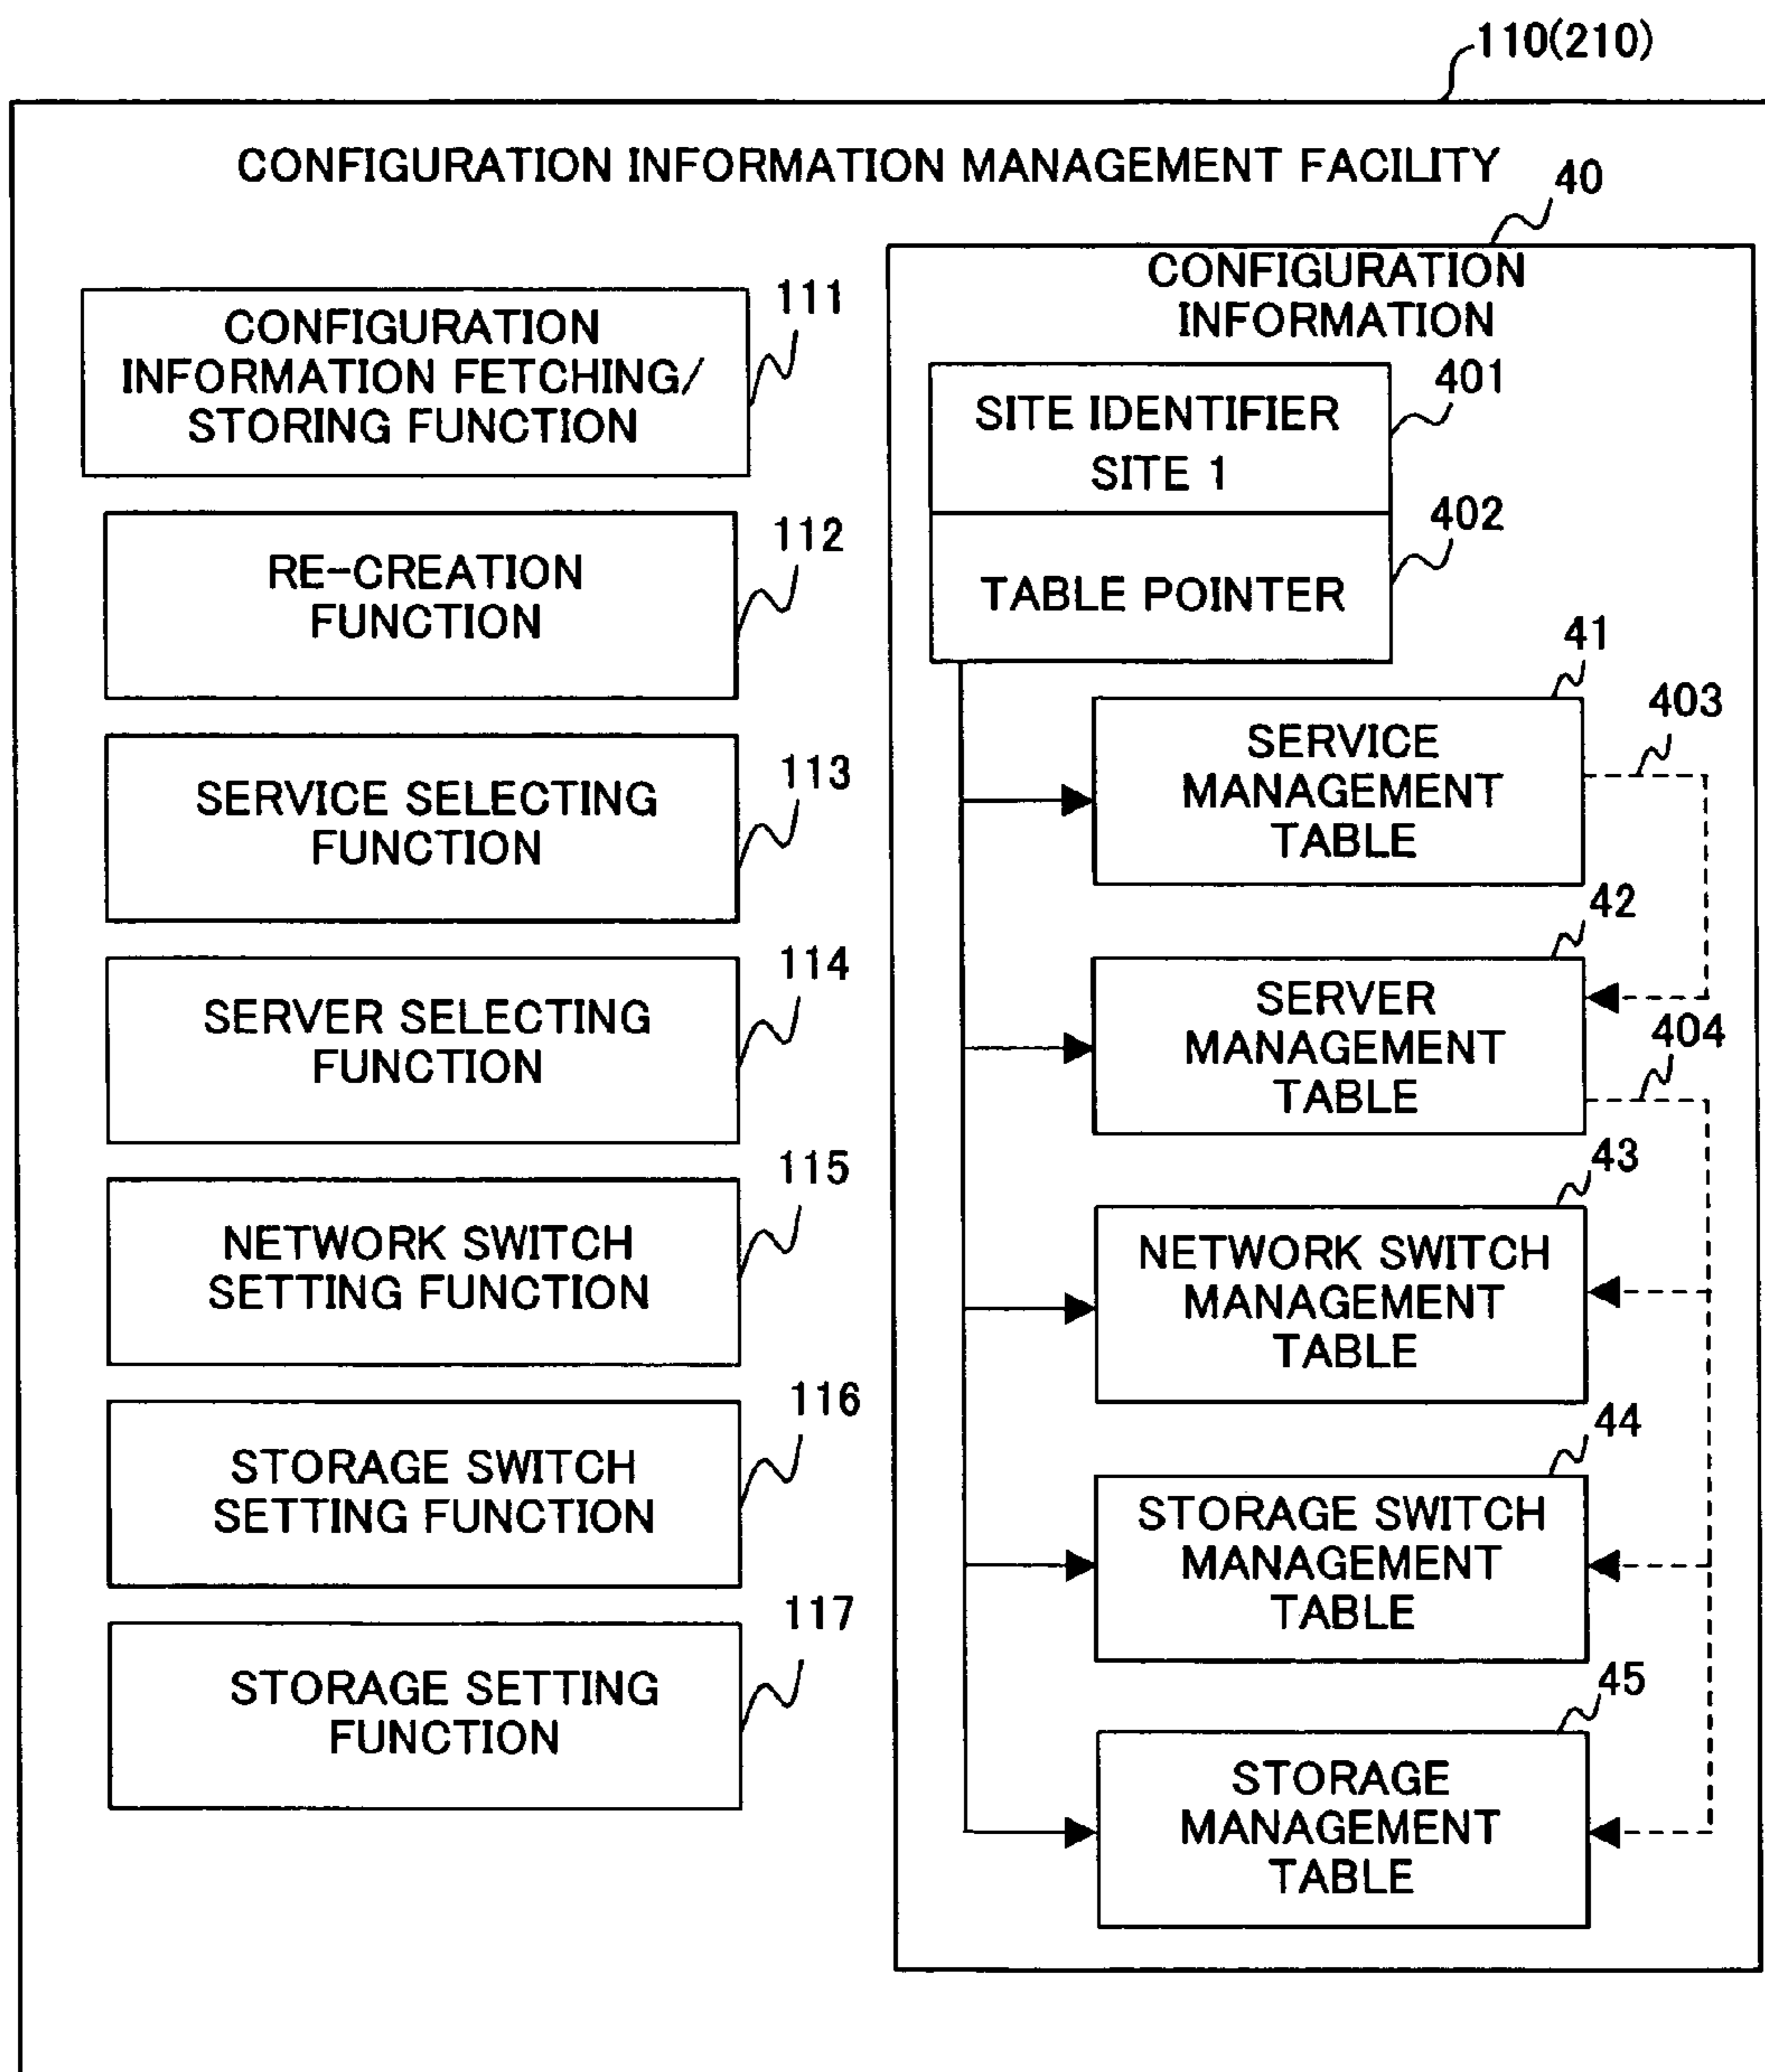 110(210)
CONFIGURATION INFORMATION MANAGEMENT FACILITY
111
CONFIGURATION
INFORMATION FETCHING/
STORING FUNCTION
112
RE-CREATION
FUNCTION
113
SERVICE SELECTING
FUNCTION
114
SERVER SELECTING
FUNCTION
115
NETWORK SWITCH
SETTING FUNCTION
116
STORAGE SWITCH
SETTING FUNCTION
117
STORAGE SETTING
FUNCTION
40
CONFIGURATION
INFORMATION
401
SITE IDENTIFIER
SITE 1
402
TABLE POINTER
41
403
SERVICE
MANAGEMENT
TABLE
42
SERVER
MANAGEMENT
TABLE
404
43
NETWORK SWITCH
MANAGEMENT
TABLE
44
STORAGE SWITCH
MANAGEMENT
TABLE
45
STORAGE
MANAGEMENT
TABLE